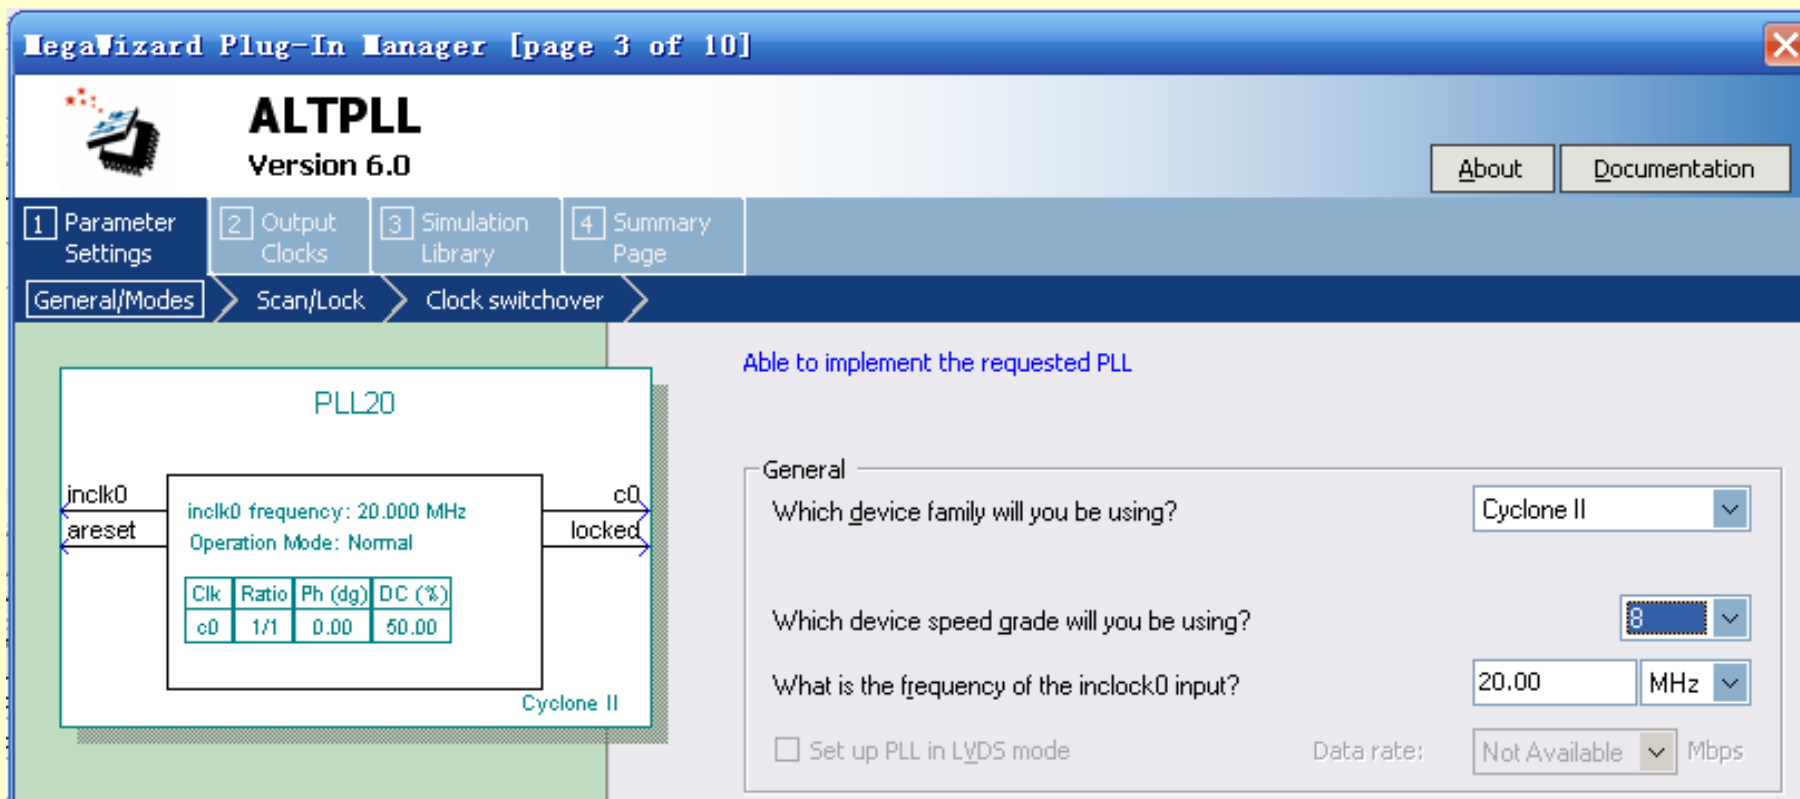 MegaWizard Plug-In Manager [page 3 of 10]
ALTPLL
Version 6.0
About
Documentation
1 Parameter Settings
2 Output Clocks
3 Simulation Library
4 Summary Page
General/Modes
Scan/Lock
Clock switchover
PLL20
inclk0
areset
c0
locked
inclk0 frequency: 20.000 MHz
Operation Mode: Normal
Clk Ratio Ph (dg) DC (%)
c0 1/1 0.00 50.00
Cyclone II
Able to implement the requested PLL
General
Which device family will you be using? Cyclone II
Which device speed grade will you be using? 8
What is the frequency of the inclock0 input? 20.00 MHz
Set up PLL in LVDS mode Data rate: Not Available Mbps